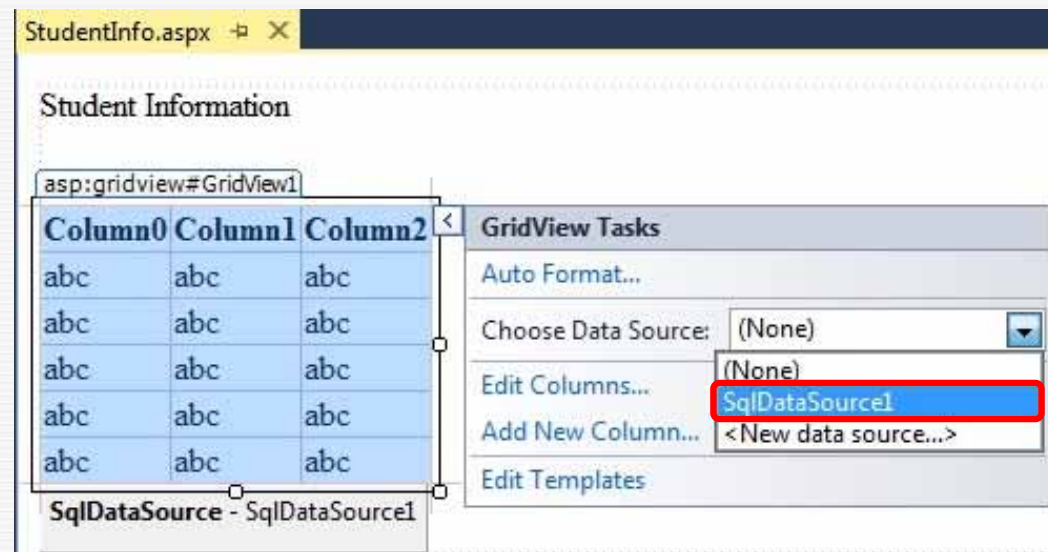 StudentInfo.aspx
Student Information
asp:gridview#GridView1
Column0 Column1 Column2
abc abc abc
abc abc abc
abc abc abc
abc abc abc
abc abc abc
SqlDataSource - SqlDataSource1
GridView Tasks
Auto Format...
Choose Data Source: (None)
(None)
SqlDataSource1
<New data source...>
Edit Columns...
Add New Column...
Edit Templates